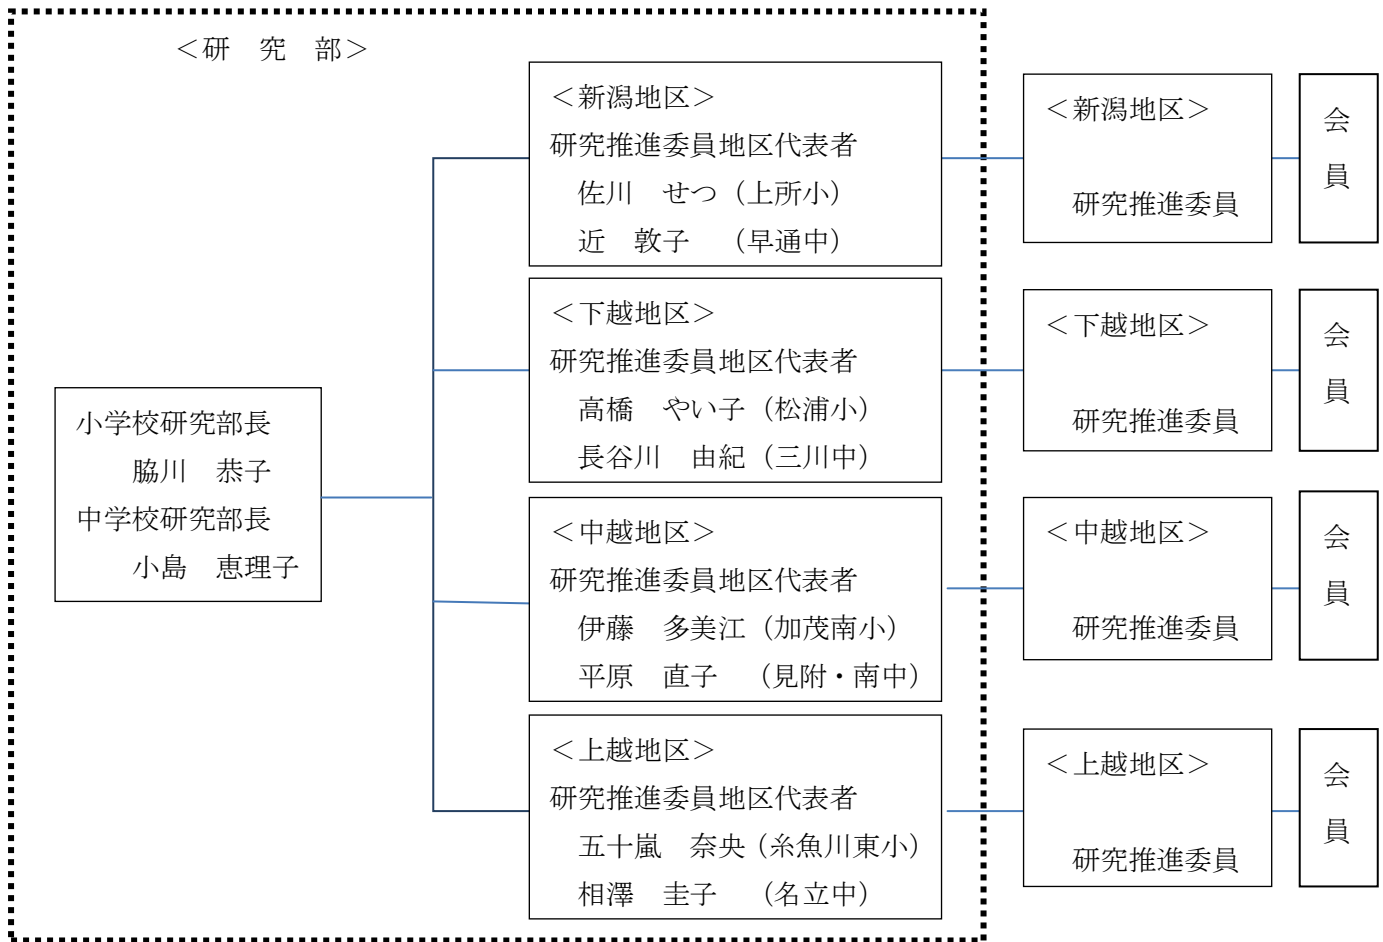 ＜研　究　部＞
小学校研究部長
脇川　恭子
中学校研究部長
小島　恵理子
＜新潟地区＞
研究推進委員地区代表者
佐川　せつ（上所小）
近　敦子　（早通中）
＜下越地区＞
研究推進委員地区代表者
高橋　やい子（松浦小）
長谷川　由紀（三川中）
＜中越地区＞
研究推進委員地区代表者
伊藤　多美江（加茂南小）
平原　直子　（見附・南中）
＜上越地区＞
研究推進委員地区代表者
五十嵐　奈央（糸魚川東小）
相澤　圭子　（名立中）
＜新潟地区＞
研究推進委員
会員
＜下越地区＞
研究推進委員
会員
＜中越地区＞
研究推進委員
会員
＜上越地区＞
研究推進委員
会員